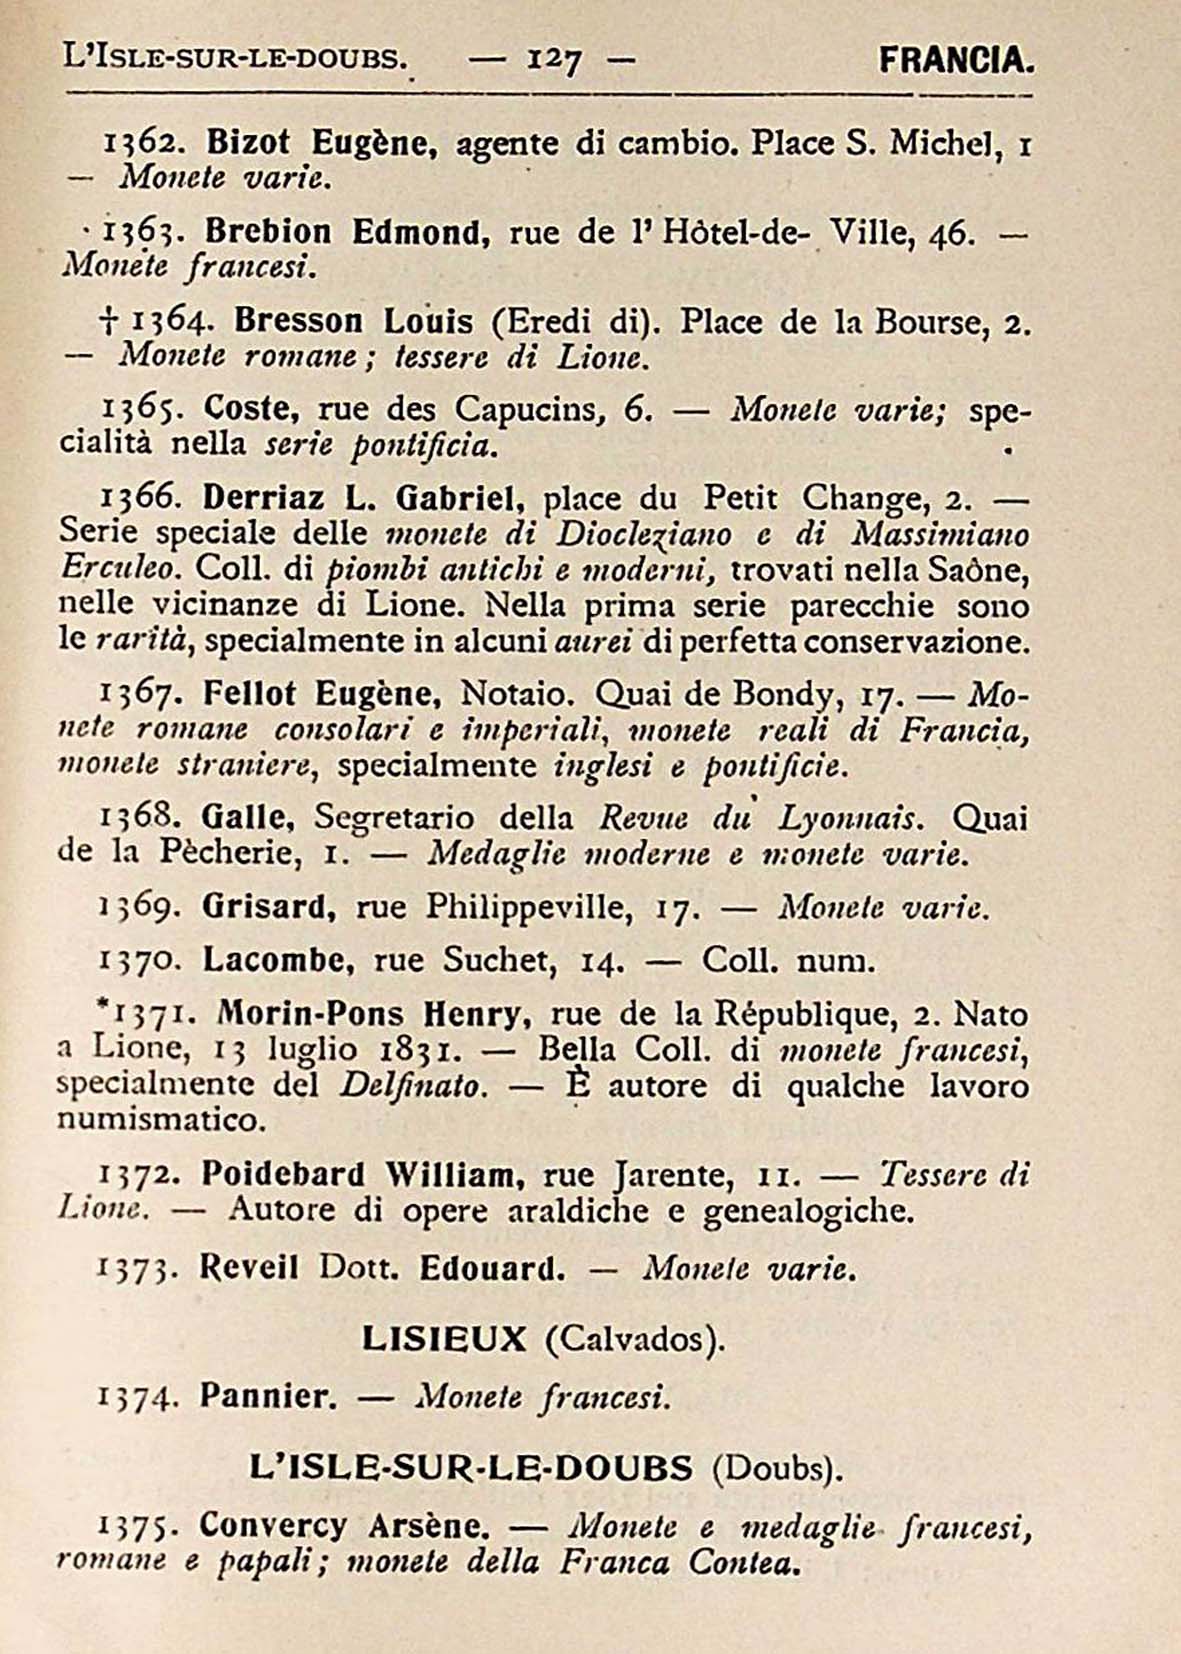 L'Isle-sur-le-doubs. — 127 — FRANCIA.
1362. Bizot Eugène, agente di cambio. Place S. Michel, 1
— Monete varie.
1363. Brebion Edmond, rue de l' Hôtel-de- Ville, 46. —
Monete francesi.
† 1364. Bresson Louis (Eredi di). Place de la Bourse, 2.
— Monete romane ; tessere di Lione.
1365. Coste, rue des Capucins, 6. — Monete varie; spe-
cialità nella serie pontificia.
1366. Derriaz L. Gabriel, place du Petit Change, 2. —
Serie speciale delle monete di Diocleziano e di Massimiano
Erculeo. Coll. di piombi antichi e moderni, trovati nella Saône,
nelle vicinanze di Lione. Nella prima serie parecchie sono
le rarità, specialmente in alcuni aurei di perfetta conservazione.
1367. Fellot Eugène, Notaio. Quai de Bondy, 17. — Mo-
nete romane consolari e imperiali, monete reali di Francia,
monete straniere, specialmente inglesi e pontificie.
1368. Galle, Segretario della Revue du Lyonnais. Quai
de la Pècherie, 1. — Medaglie moderne e monete varie.
1369. Grisard, rue Philippeville, 17. — Monete varie.
1370. Lacombe, rue Suchet, 14. — Coll. num.
*1371. Morin-Pons Henry, rue de la République, 2. Nato
a Lione, 13 luglio 1831. — Bella Coll. di monete francesi,
specialmente del Delfinato. — È autore di qualche lavoro
numismatico.
1372. Poidebard William, rue Jarente, 11. — Tessere di
Lione. — Autore di opere araldiche e genealogiche.
1373. Reveil Dott. Edouard. — Monete varie.
LISIEUX (Calvados).
1374. Pannier. — Monete francesi.
L'ISLE-SUR-LE-DOUBS (Doubs).
1375. Convercy Arsène. — Monete e medaglie francesi,
romane e papali ; monete della Franca Contea.